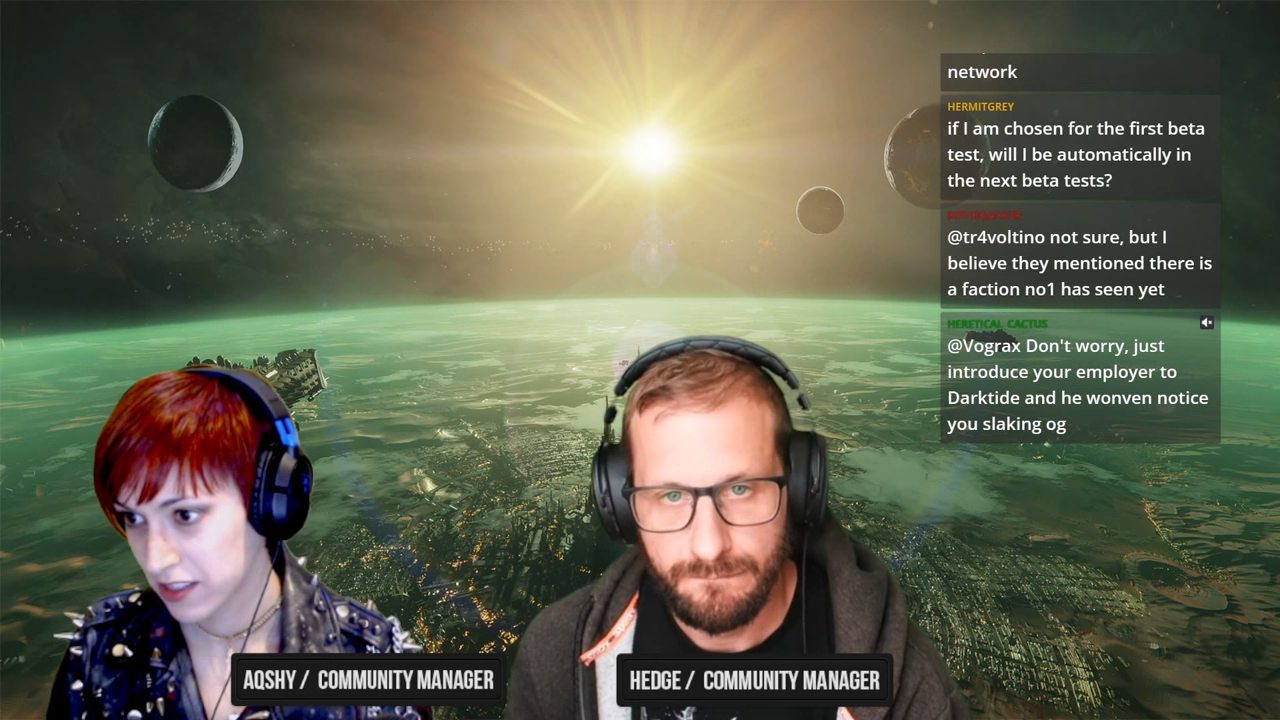 network
HERMITGREY
if I am chosen for the first beta
test, will I be automatically in
the next beta tests?
@tr4voltino not sure, but I
believe they mentioned there is
a faction no1 has seen yet
HERETICAL_CACTUS
@Vograx Don't worry, just
introduce your employer to
Darktide and he wonven notice
you slaking og
AQSHY / COMMUNITY MANAGER
HEDGE / COMMUNITY MANAGER